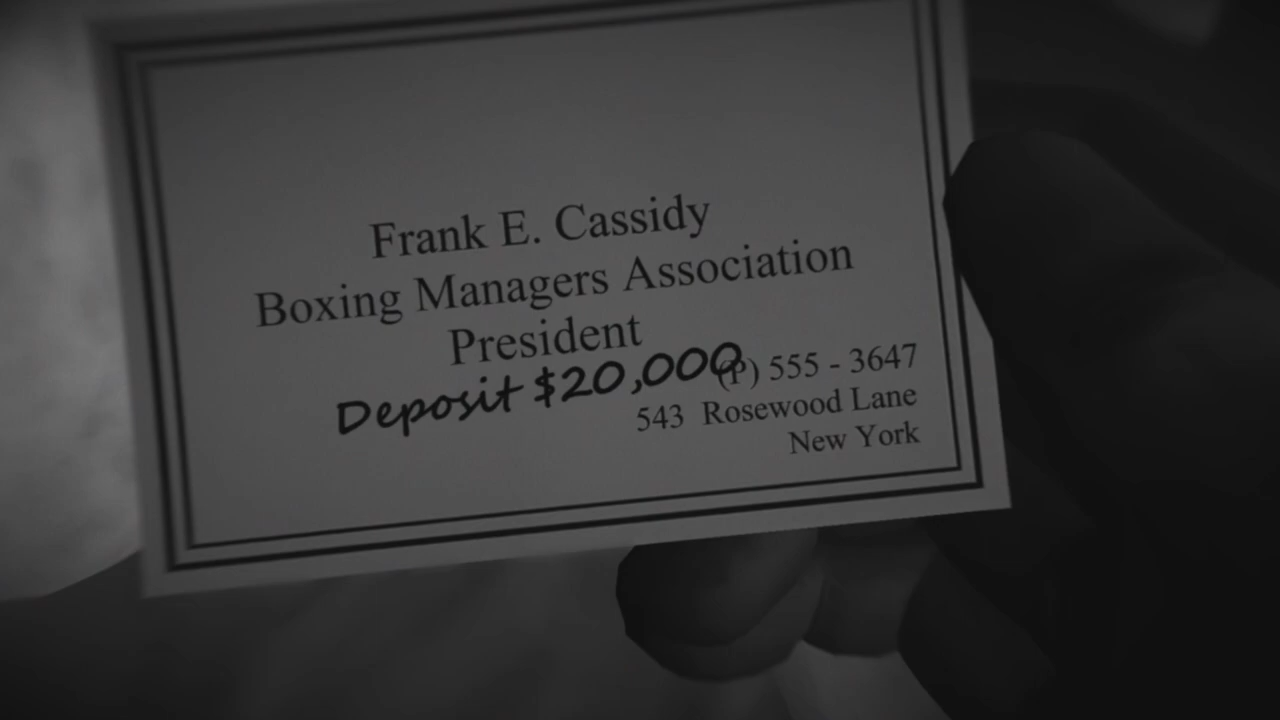 Frank E. Cassidy
Boxing Managers Association
President
Deposit $20,000
(P) 555 - 3647
543 Rosewood Lane
New York